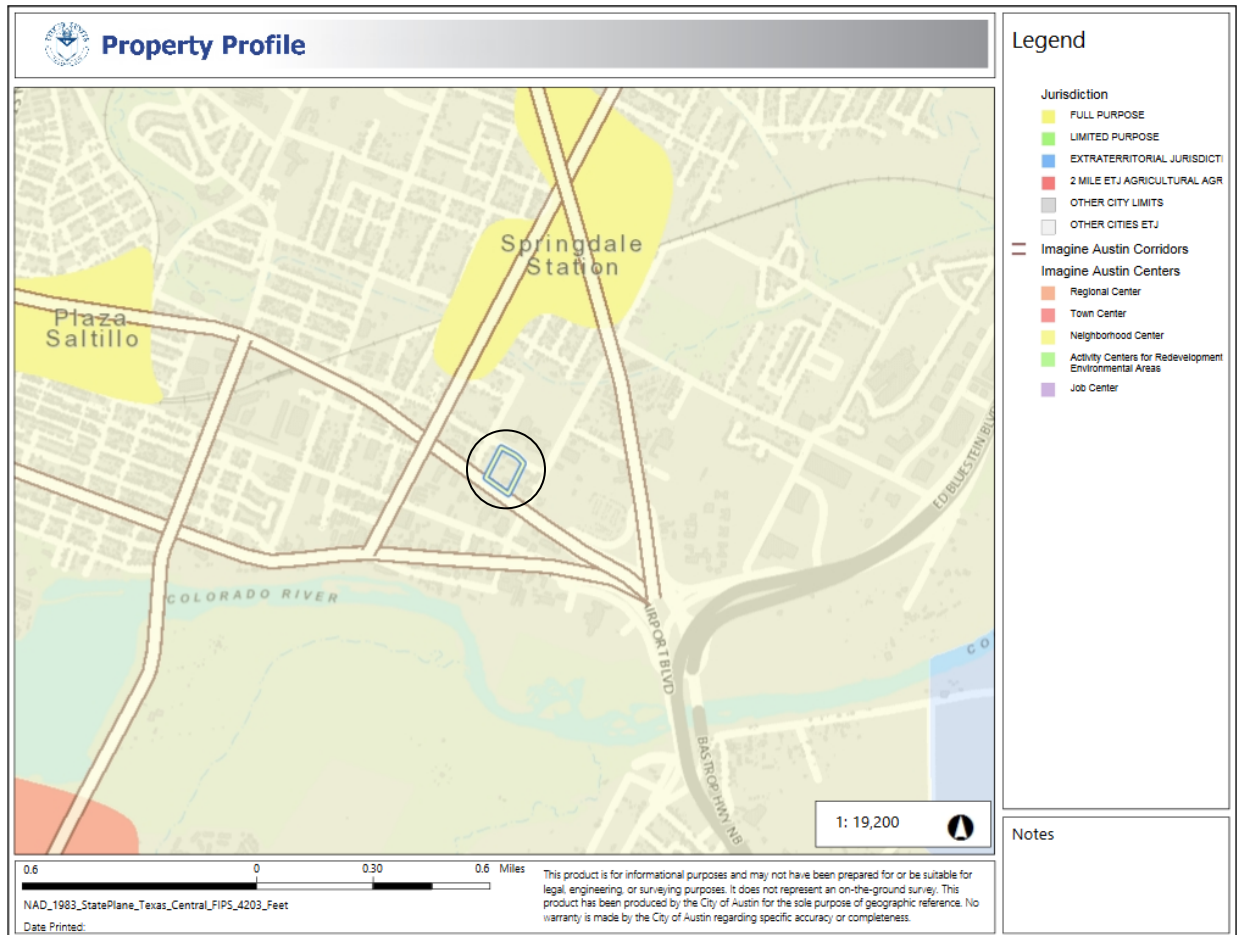 Property Profile
Springdale
Station
Plaza
Saltillo
ED BLUESTEIN BLV
COLORADO RIVER
AIRPORT BLVD
BASTROP HWY NB
CO
1: 19,200
0.6
0
0.30
0.6 Miles
NAD_1983_StatePlane_Texas_Central_FIPS_4203_Feet
Date Printed:
This product is for informational purposes and may not have been prepared for or be suitable for
legal, engineering, or surveying purposes. It does not represent an on-the-ground survey. This
product has been produced by the City of Austin for the sole purpose of geographic reference. No
warranty is made by the City of Austin regarding specific accuracy or completeness.
Legend
Jurisdiction
FULL PURPOSE
LIMITED PURPOSE
EXTRATERRITORIAL JURISDICTI
2 MILE ETJ AGRICULTURAL AGR
OTHER CITY LIMITS
OTHER CITIES ETJ
Imagine Austin Corridors
Imagine Austin Centers
Regional Center
Town Center
Neighborhood Center
Activity Centers for Redevelopment
Environmental Areas
Job Center
Notes